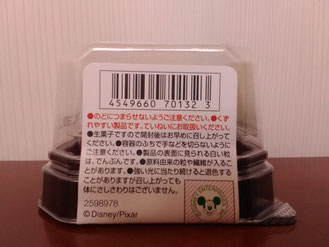 4549660 70132 3
●のどにつまらせないようご注意ください。●くず
れやすい製品です。ていねいにお取扱いください。
●生菓子ですので開封後はお早めに召し上がって
ください。●容器のふちで手などを切らないように
ご注意ください。●製品の表面に見られる白い粒
は、でんぷんです。●原料由来の粒や繊維が入るこ
とがあります。●強い光に当たり続けると退色する
ことがありますが召し上がっても
体にさしさわりはございません。
2598978
©Disney/Pixar